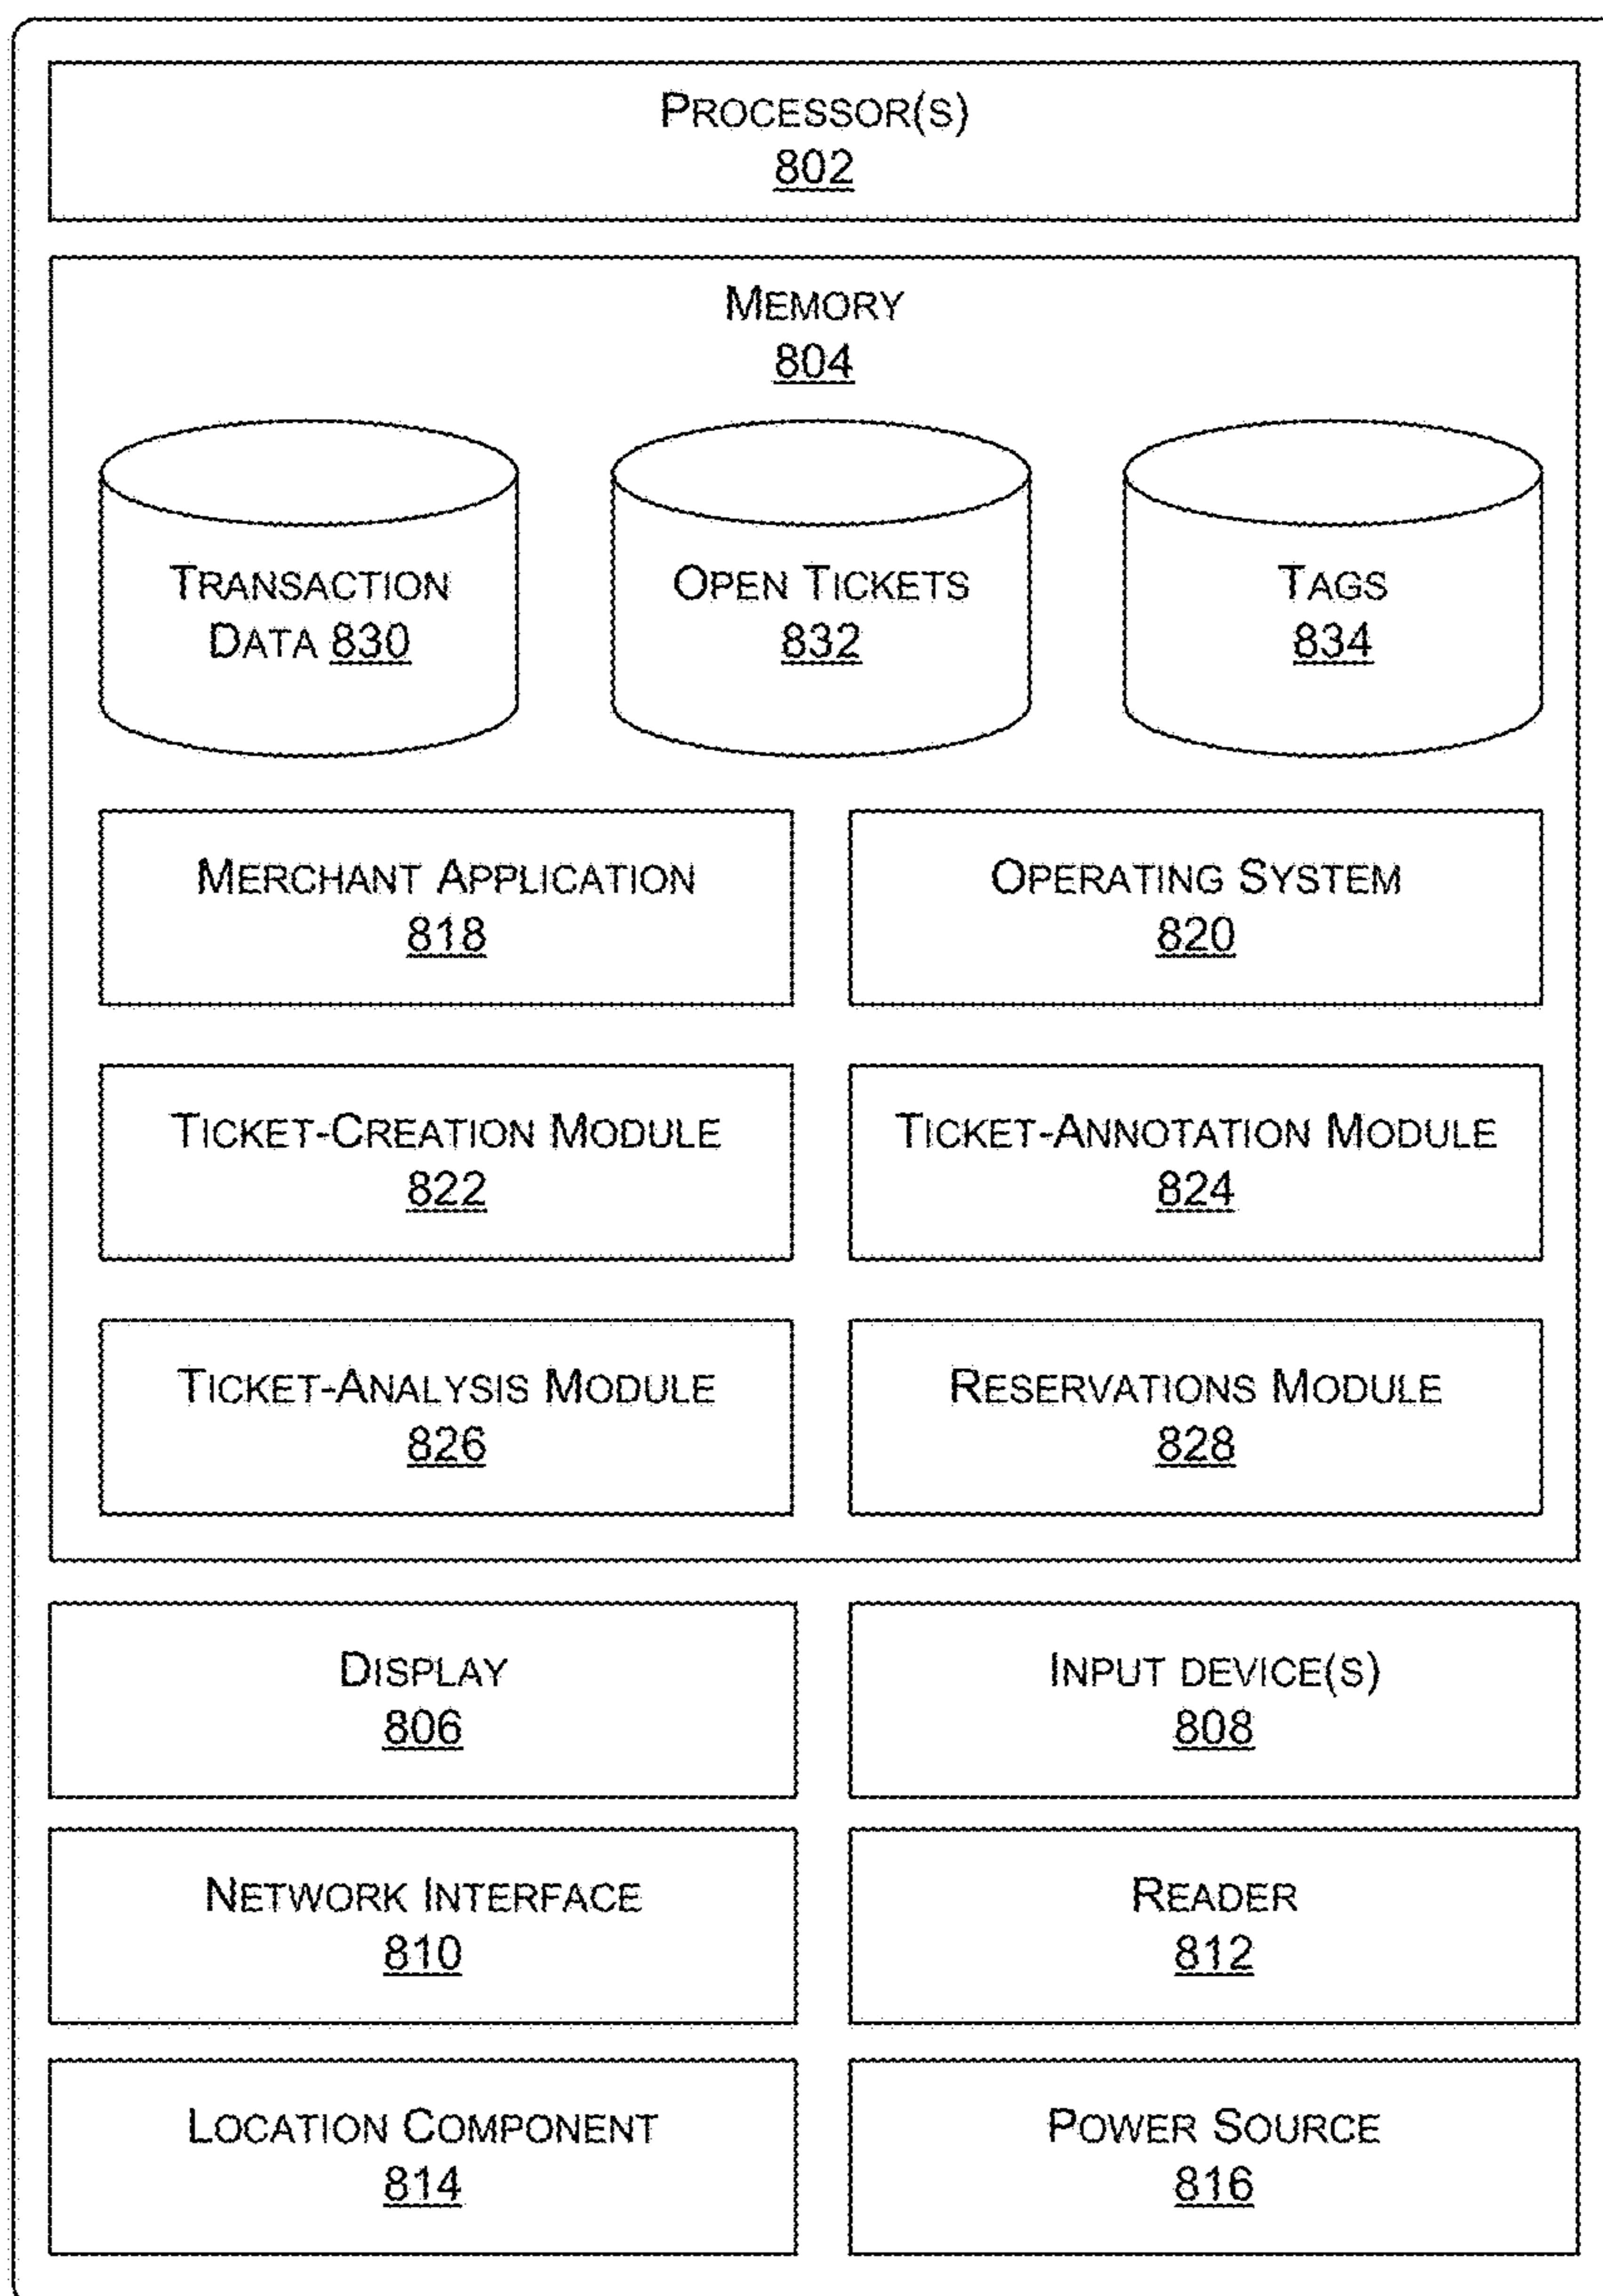 PROCESSOR(S)
802
MEMORY
804
TRANSACTION
DATA 830
OPEN TICKETS
832
TAGS
834
MERCHANT APPLICATION
818
OPERATING SYSTEM
820
TICKET-CREATION MODULE
822
TICKET-ANNOTATION MODULE
824
TICKET-ANALYSIS MODULE
826
RESERVATIONS MODULE
828
DISPLAY
806
INPUT DEVICE(S)
808
NETWORK INTERFACE
810
READER
812
LOCATION COMPONENT
814
POWER SOURCE
816